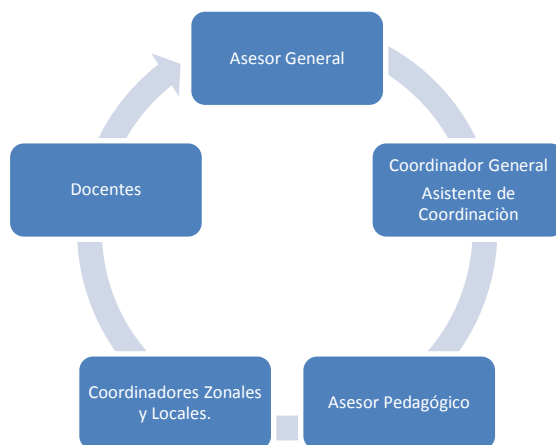 Asesor General
Coordinador General
Asistente de
Coordinaciòn
Asesor Pedagógico
Coordinadores Zonales
y Locales.
Docentes